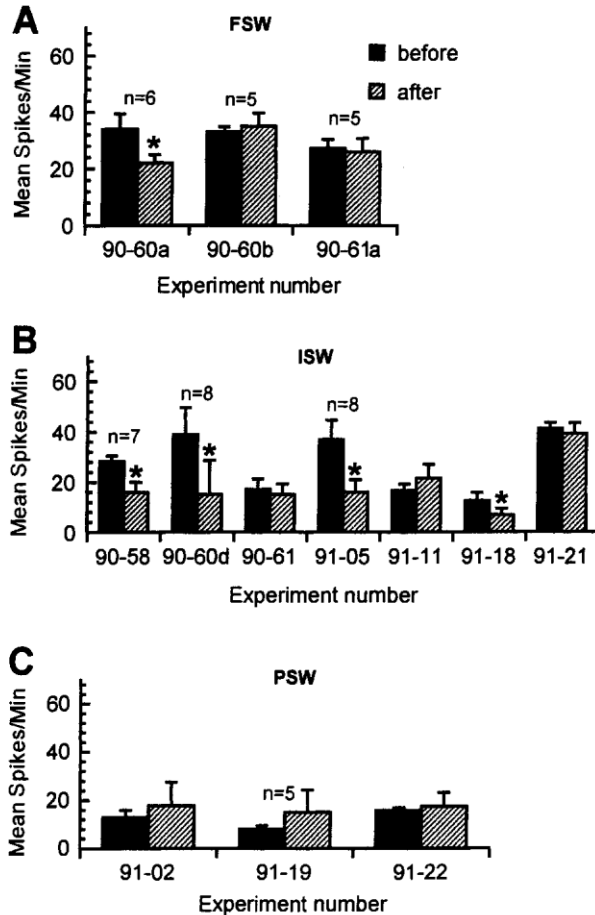 A
FSW
before
after
Mean Spikes/Min
60
40
20
0
n=6
*
n=5
n=5
90-60a 90-60b 90-61a
Experiment number
B
ISW
Mean Spikes/Min
60
40
20
0
n=7
*
n=8
*
n=8
*
*
90-58 90-60d 90-61 91-05 91-11 91-18 91-21
Experiment number
C
PSW
Mean Spikes/Min
60
40
20
0
n=5
91-02 91-19 91-22
Experiment number